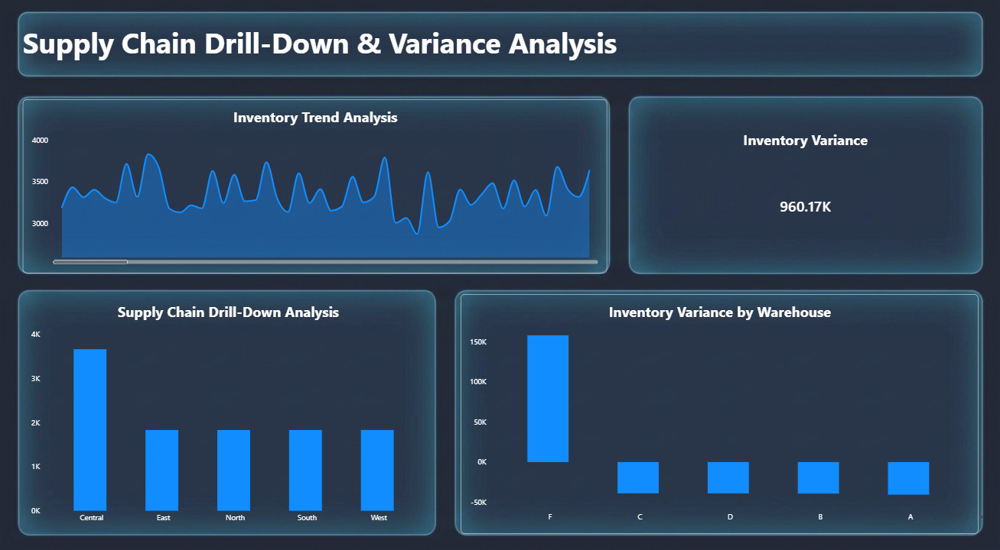 Supply Chain Drill-Down & Variance Analysis
Inventory Trend Analysis
4000
3500
3000
Inventory Variance
960.17K
Supply Chain Drill-Down Analysis
4K
3K
2K
1K
0K
Central East North South West
Inventory Variance by Warehouse
150K
100K
50K
0K
-50K
F C D B A